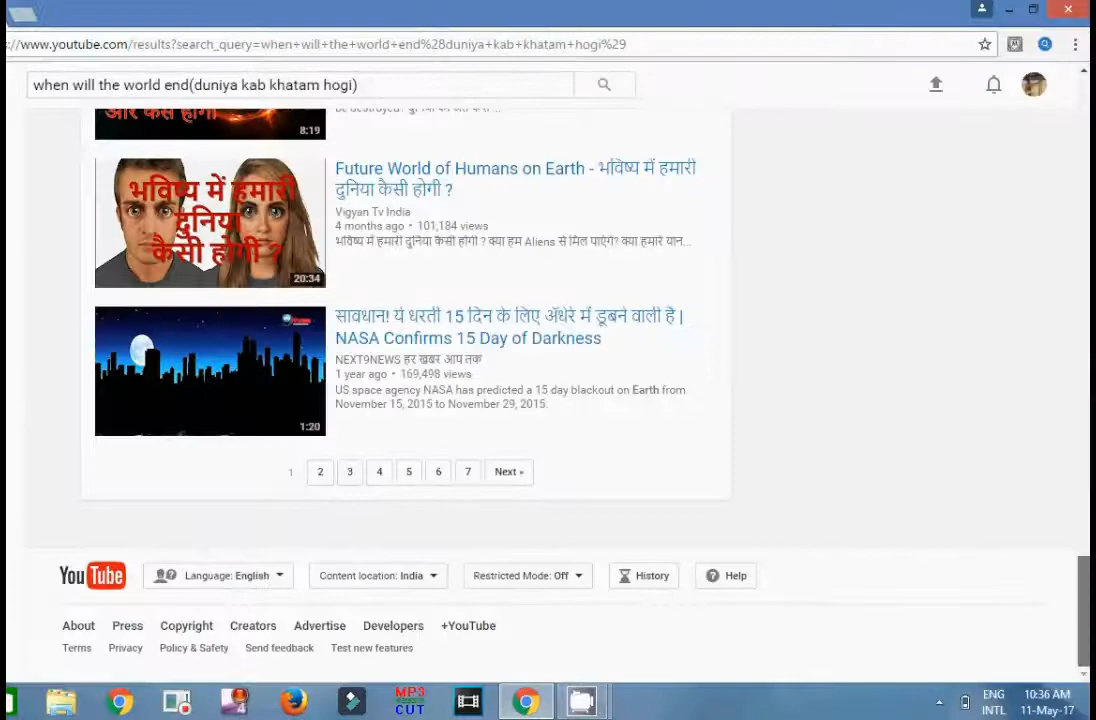 ://www.youtube.com/results?search_query=when+will+the+world+end%28duniya+kab+khatam+hogi%29
when will the world end(duniya kab khatam hogi)
और कैसे होगी
8:19
Future World of Humans on Earth - भविष्य में हमारी
दुनिया कैसी होगी ?
भविष्य में हमारी
दुनिया
कैसी होगी ?
20:34
Vigyan Tv India
4 months ago • 101,184 views
भविष्य में हमारी दुनिया कैसी होगी ? क्या हम Aliens से मिल पाएंगे? क्या हमारे यान...
सावधान! ये धरती 15 दिन के लिए अँधेरे में डूबने वाली है |
NASA Confirms 15 Day of Darkness
NEXT9NEWS हर खबर आप तक
1 year ago • 169,498 views
US space agency NASA has predicted a 15 day blackout on Earth from
November 15, 2015 to November 29, 2015.
1:20
1 2 3 4 5 6 7 Next »
YouTube Language: English Content location: India Restricted Mode: Off History Help
About Press Copyright Creators Advertise Developers +YouTube
Terms Privacy Policy & Safety Send feedback Test new features
MP3
CUT
ENG
INTL
10:36 AM
11-May-17